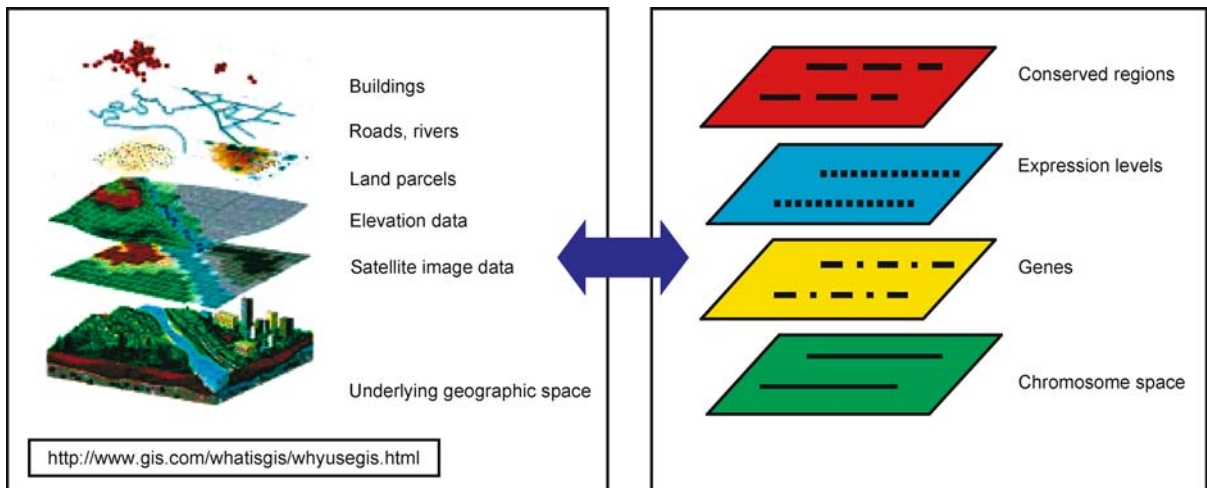 Buildings
Roads, rivers
Land parcels
Elevation data
Satellite image data
Underlying geographic space
http://www.gis.com/whatisgis/whyusegis.html
Conserved regions
Expression levels
Genes
Chromosome space